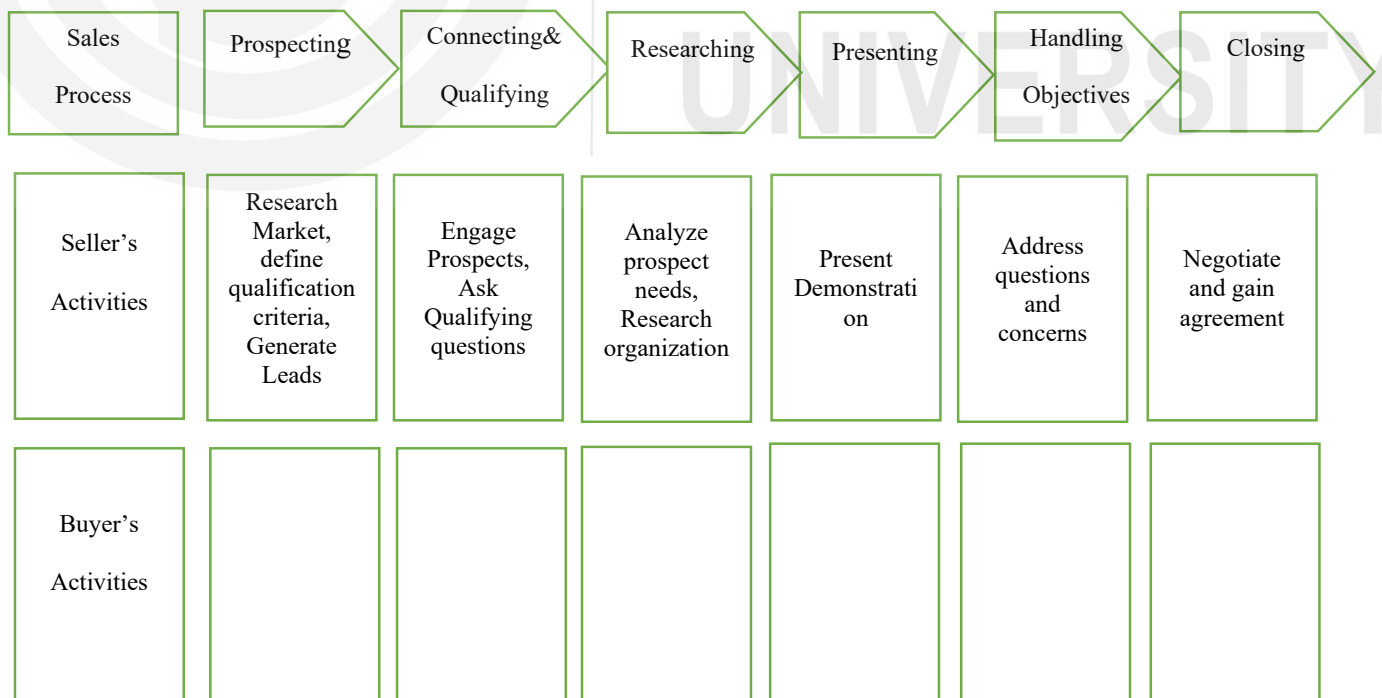 Sales
Process
Prospecting
Connecting&
Qualifying
Researching
Presenting
Handling
Objectives
Closing
UNIVERSITY
Seller’s
Activities
Research
Market,
define
qualification
criteria,
Generate
Leads
Engage
Prospects,
Ask
Qualifying
questions
Analyze
prospect
needs,
Research
organization
Present
Demonstrati
on
Address
questions
and
concerns
Negotiate
and gain
agreement
Buyer’s
Activities